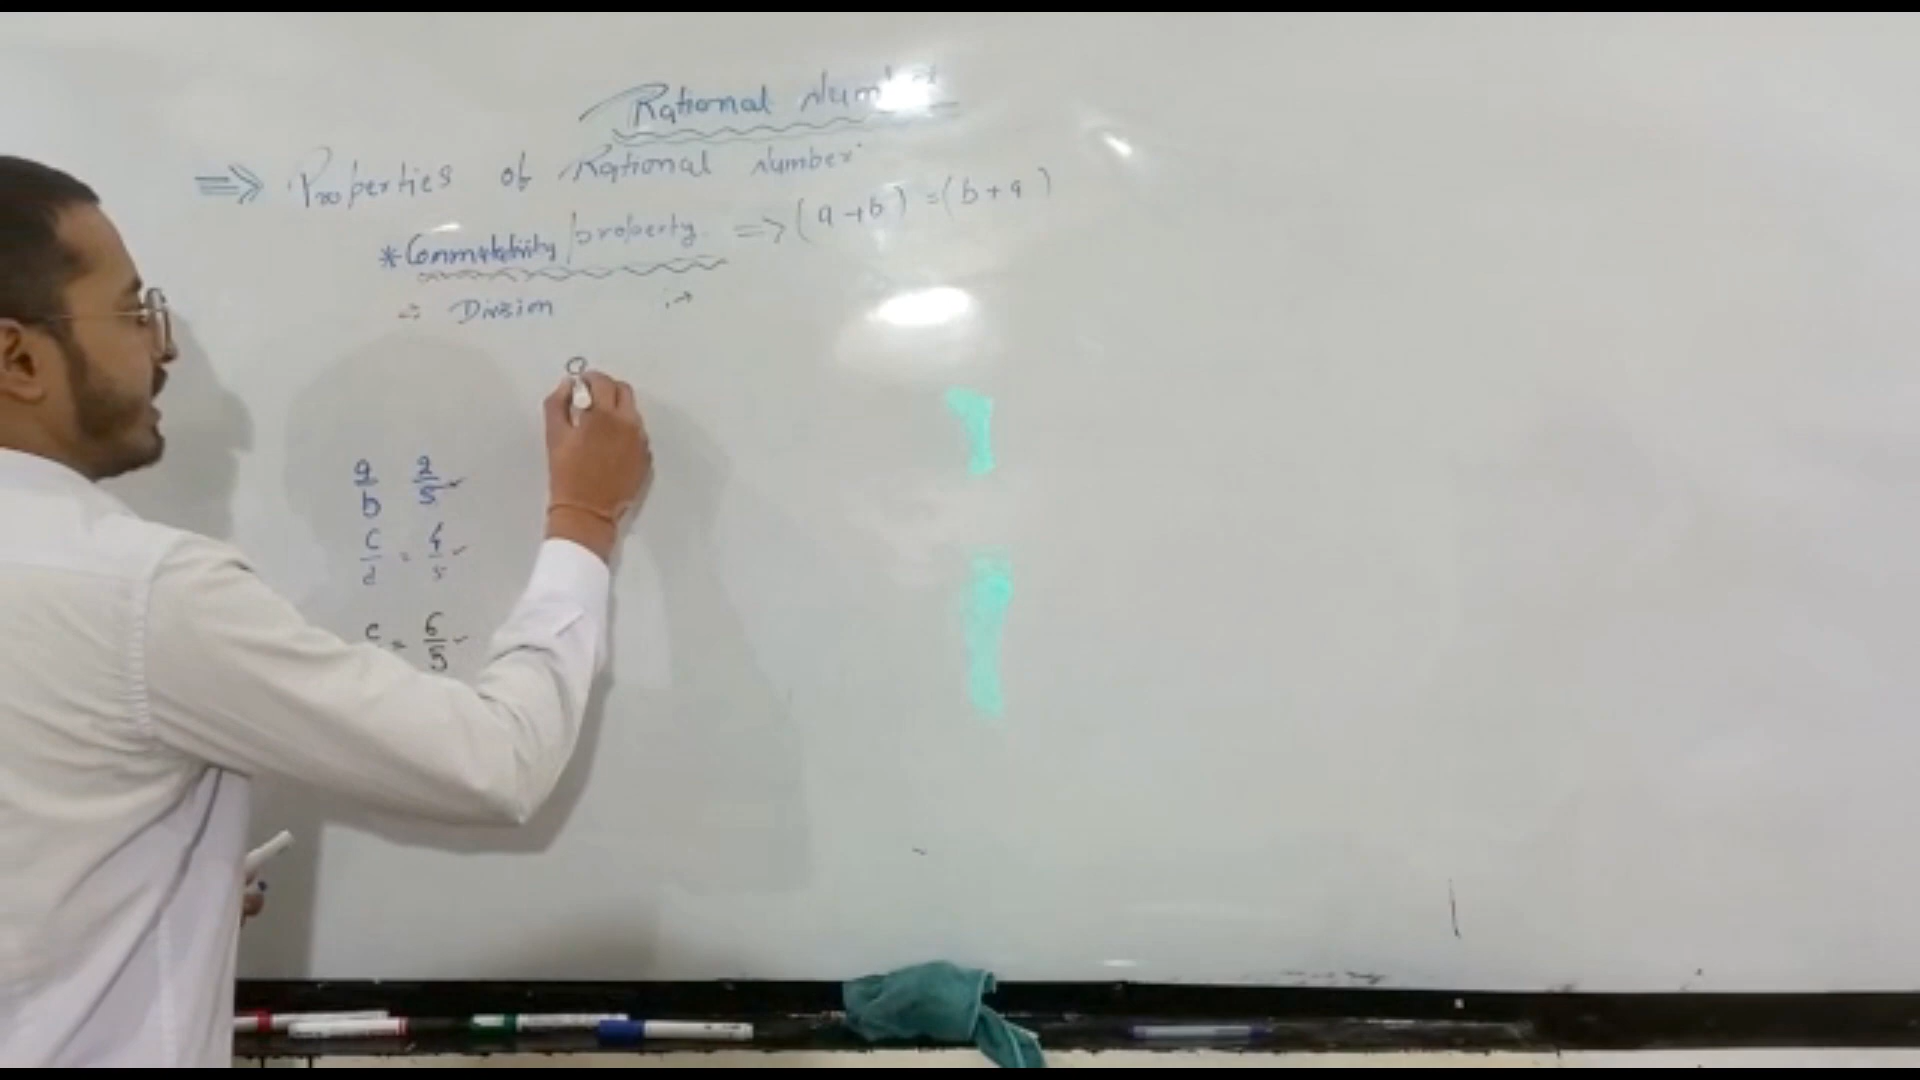 Rational Number
⇒ Properties of Rational Number
* Commutativity property. ⇒ (a+b) = (b+a)
Division :→
a/b 2/5 ✓
c/d = 4/5 ✓
e = 6/5 ✓